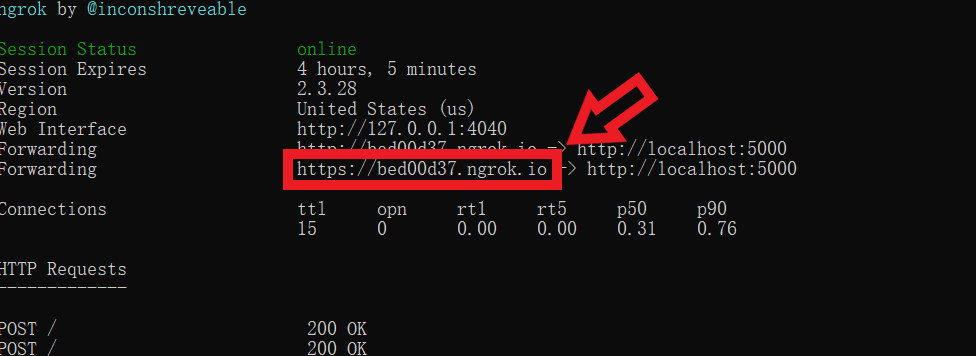 ngrok by @inconshreveable
Session Status online
Session Expires 4 hours, 5 minutes
Version 2.3.28
Region United States (us)
Web Interface http://127.0.0.1:4040
Forwarding http://bed00d37.ngrok.io -> http://localhost:5000
Forwarding https://bed00d37.ngrok.io -> http://localhost:5000
Connections ttl opn rt1 rt5 p50 p90
15 0 0.00 0.00 0.31 0.76
HTTP Requests
-------------
POST / 200 OK
POST / 200 OK